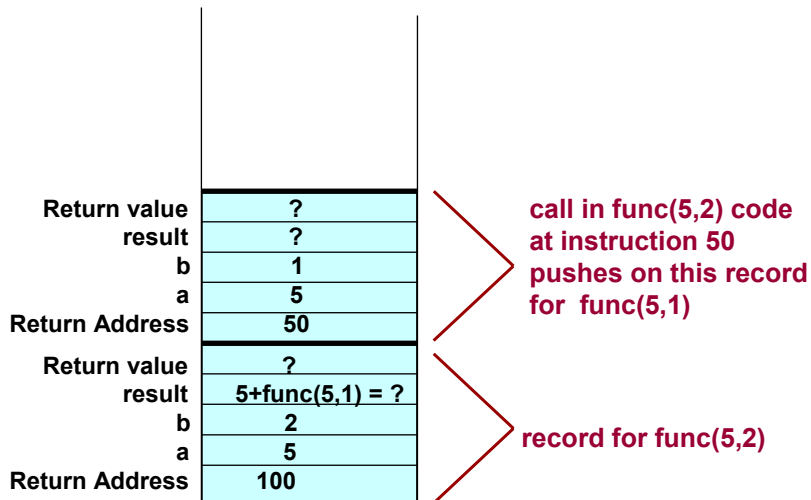 Return value ?
result ?
b 1
a 5
Return Address 50
call in func(5,2) code
at instruction 50
pushes on this record
for func(5,1)
Return value ?
result 5+func(5,1) = ?
b 2
a 5
Return Address 100
record for func(5,2)